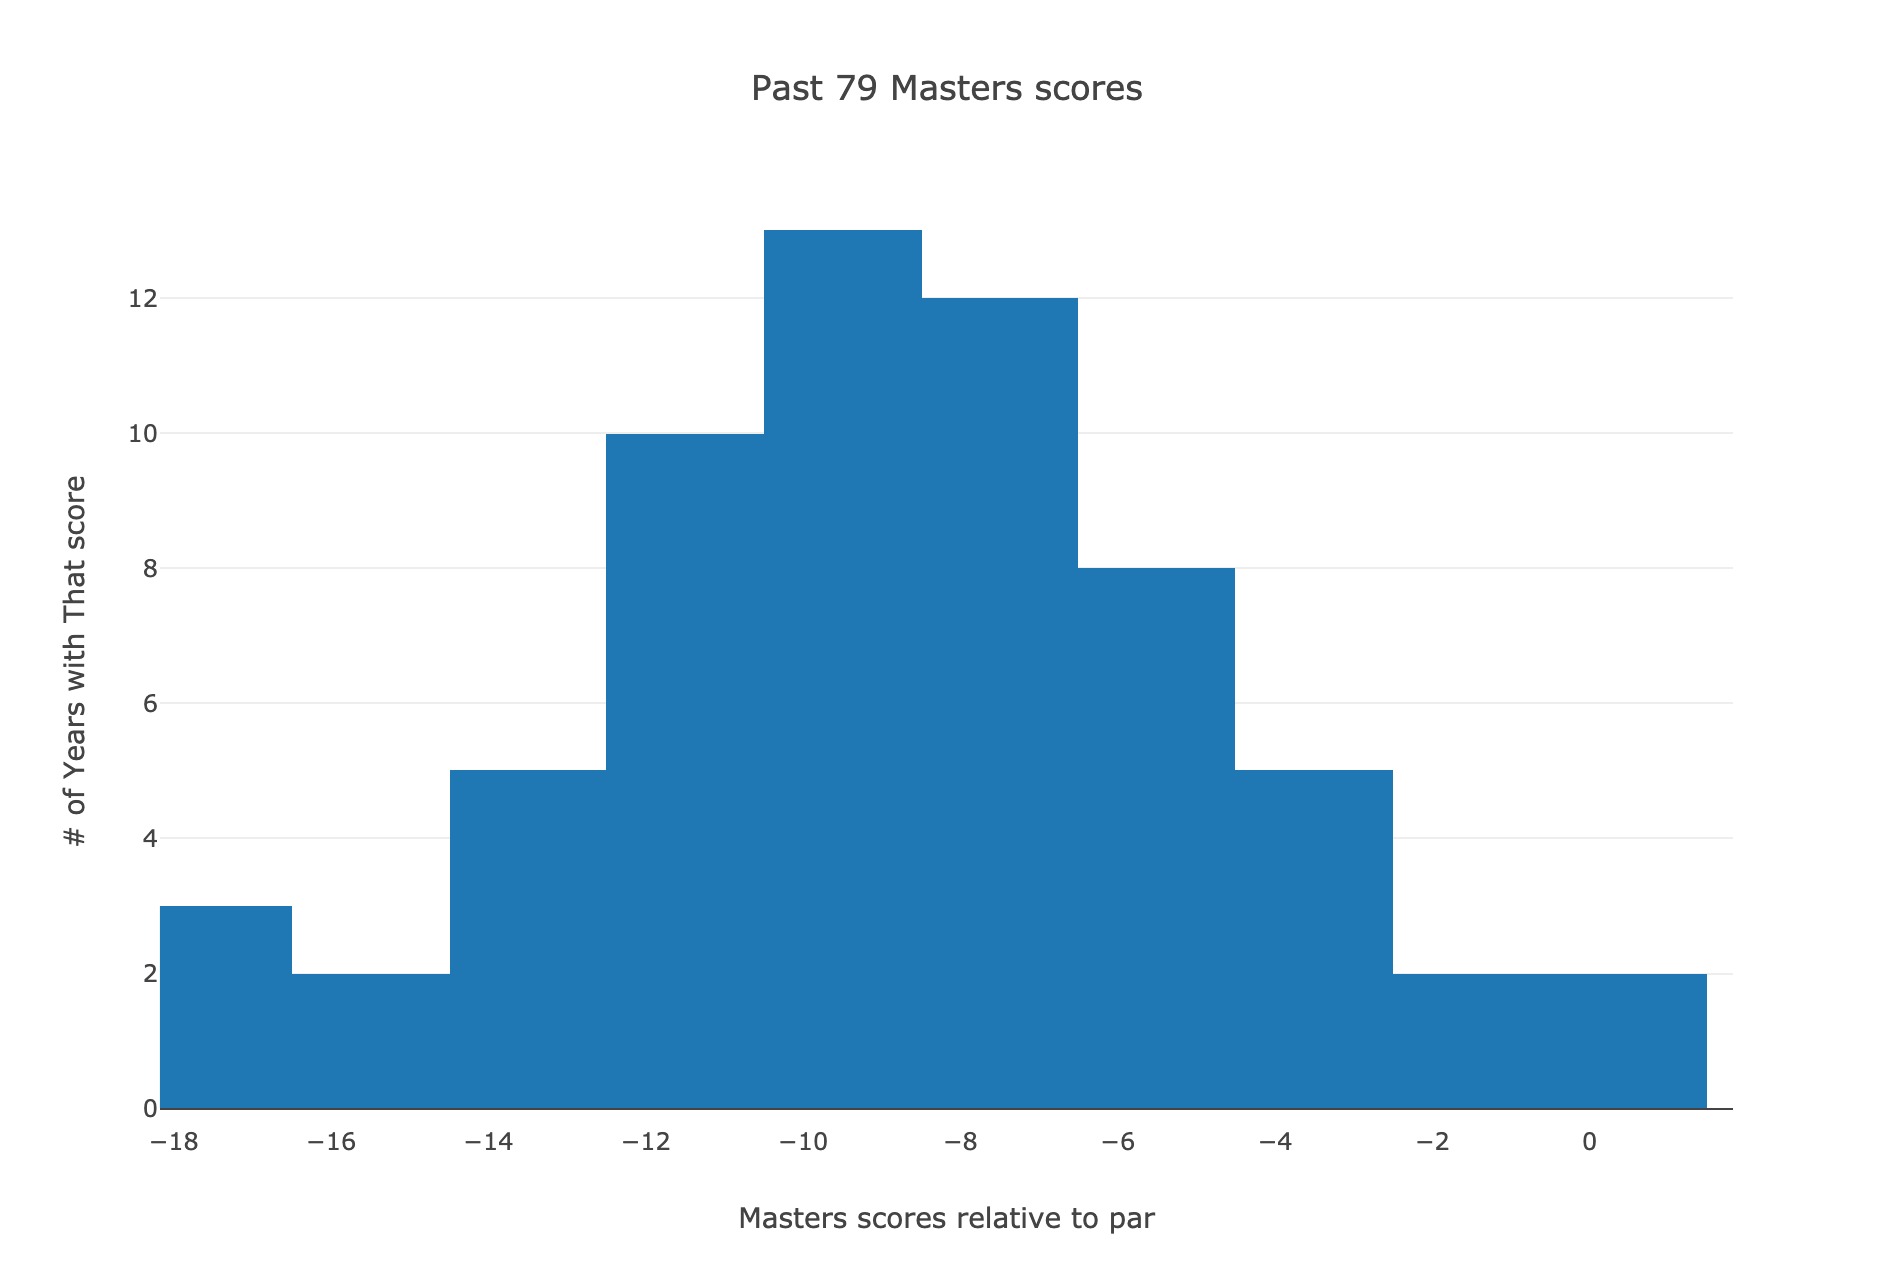 Past 79 Masters scores
# of Years with That score
12
10
8
6
4
2
0
−18 −16 −14 −12 −10 −8 −6 −4 −2 0
Masters scores relative to par